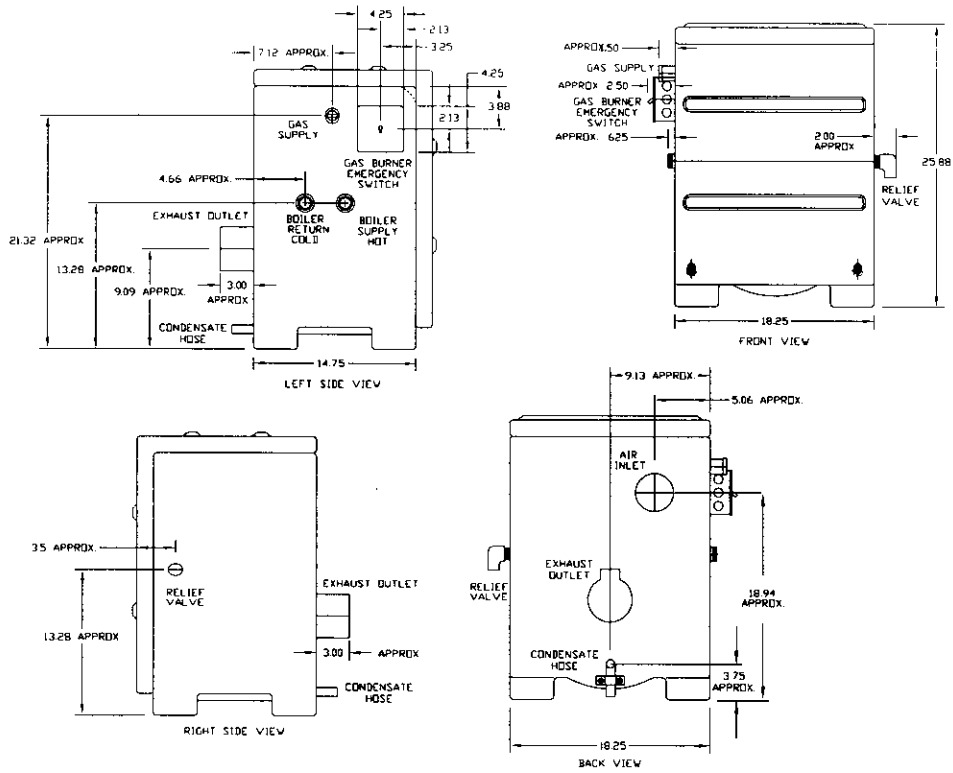 4.25
2.13
3.25
7.12 APPROX.
4.25
3.88
2.13
GAS
SUPPLY
GAS BURNER
EMERGENCY
SWITCH
4.66 APPROX.
EXHAUST OUTLET
BOILER
RETURN
COLD
BOILER
SUPPLY
HOT
21.32 APPROX
13.28 APPROX.
9.09 APPROX.
3.00
APPROX
CONDENSATE
HOSE
14.75
LEFT SIDE VIEW
APPROX.50
GAS SUPPLY
APPROX 2.50
GAS BURNER
EMERGENCY
SWITCH
APPROX. .625
2.00
APPROX
25.88
RELIEF
VALVE
18.25
FRONT VIEW
3.5 APPROX.
RELIEF
VALVE
EXHAUST OUTLET
13.28 APPROX
3.00
APPROX
CONDENSATE
HOSE
RIGHT SIDE VIEW
9.13 APPROX.
5.06 APPROX.
AIR
INLET
EXHAUST
OUTLET
RELIEF
VALVE
18.94
APPROX.
CONDENSATE
HOSE
3.75
APPROX.
18.25
BACK VIEW